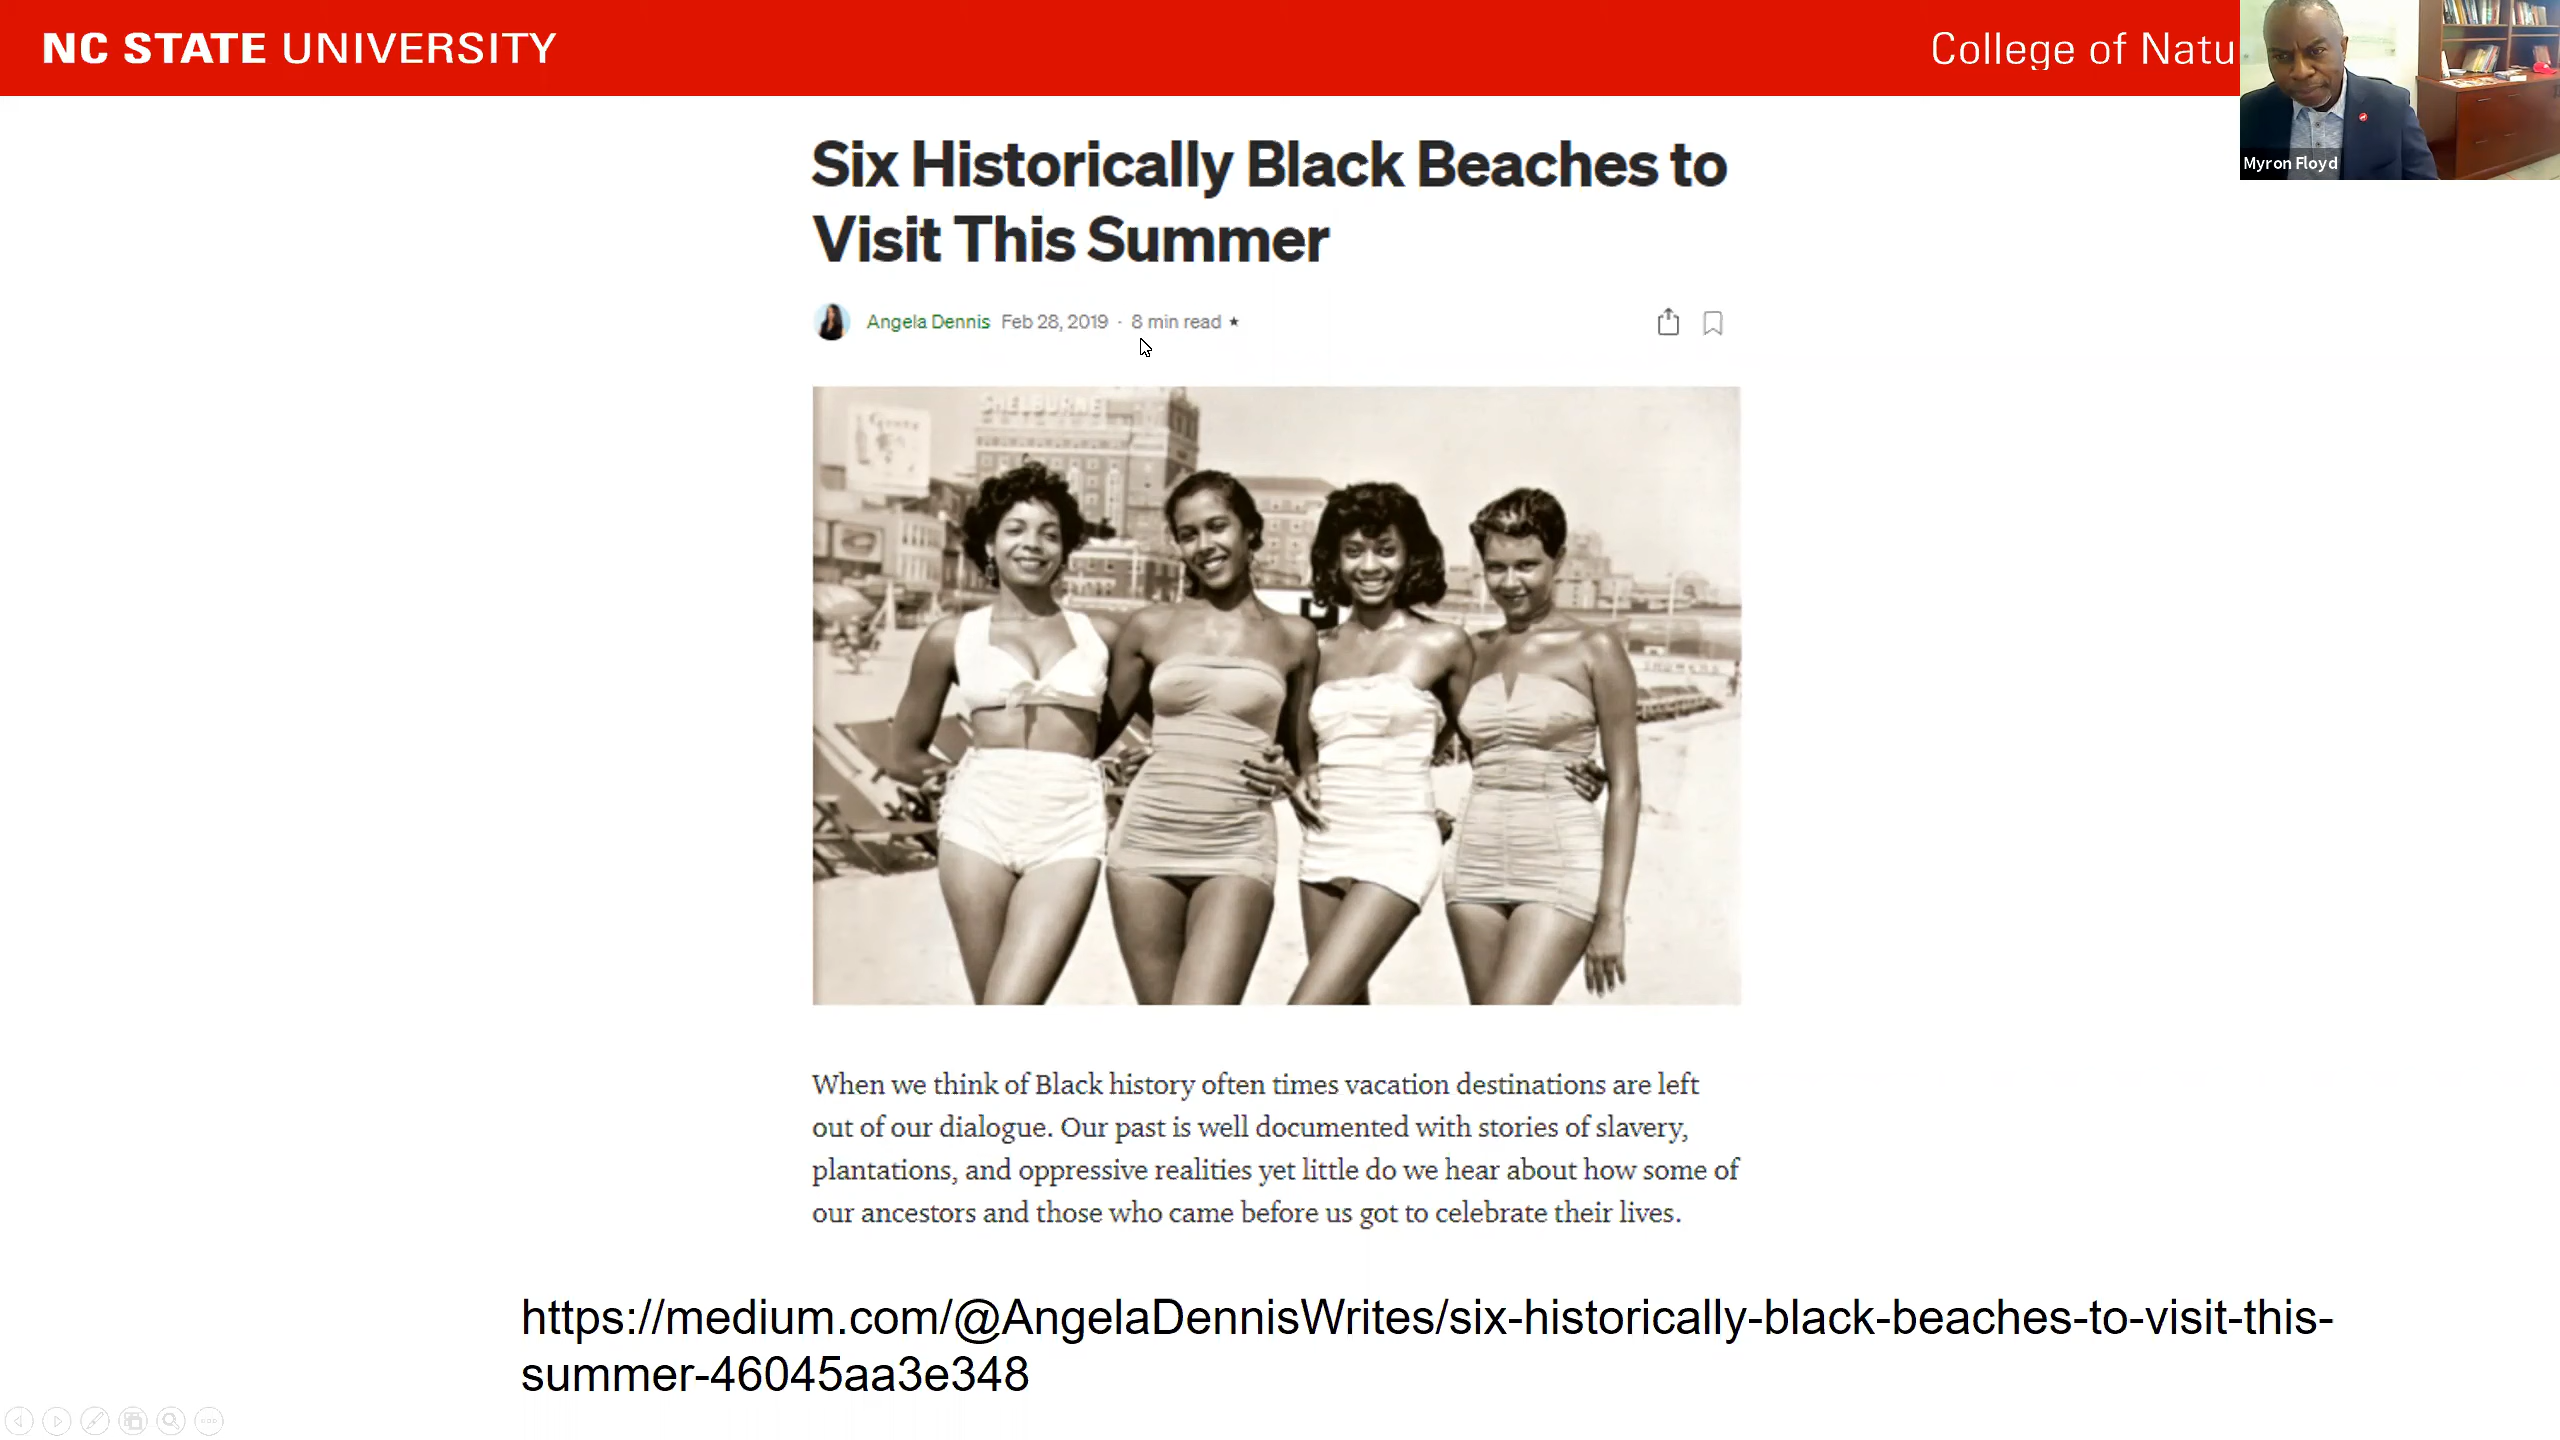 NC STATE UNIVERSITY
College of Natu
Myron Floyd
Six Historically Black Beaches to
Visit This Summer
Angela Dennis Feb 28, 2019 · 8 min read ★
SHELBURNE
When we think of Black history often times vacation destinations are left
out of our dialogue. Our past is well documented with stories of slavery,
plantations, and oppressive realities yet little do we hear about how some of
our ancestors and those who came before us got to celebrate their lives.
https://medium.com/@AngelaDennisWrites/six-historically-black-beaches-to-visit-this-
summer-46045aa3e348